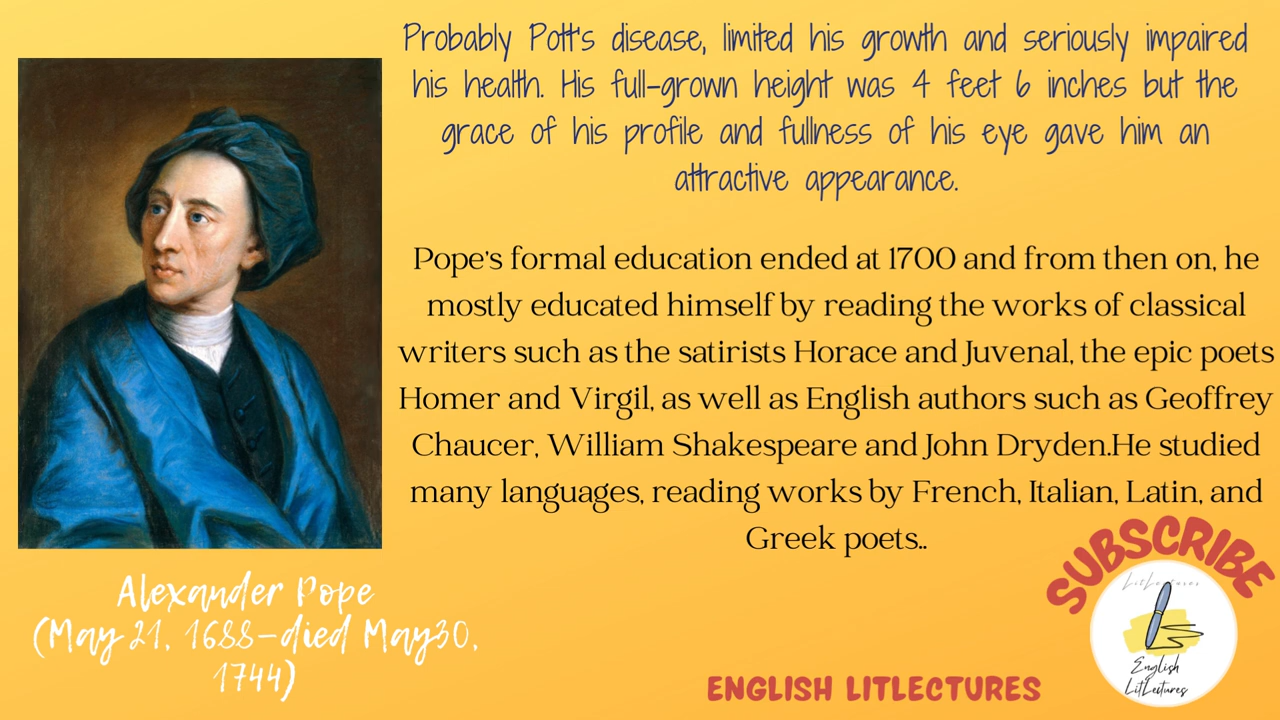 Probably Pott's disease, limited his growth and seriously impaired
his health. His full-grown height was 4 feet 6 inches but the
grace of his profile and fullness of his eye gave him an
attractive appearance.
Pope's formal education ended at 1700 and from then on, he
mostly educated himself by reading the works of classical
writers such as the satirists Horace and Juvenal, the epic poets
Homer and Virgil, as well as English authors such as Geoffrey
Chaucer, William Shakespeare and John Dryden.He studied
many languages, reading works by French, Italian, Latin, and
Greek poets..
Alexander Pope
(May 21, 1688–died May30,
1744)
SUBSCRIBE
LitLectures
English
LitLectures
ENGLISH LITLECTURES